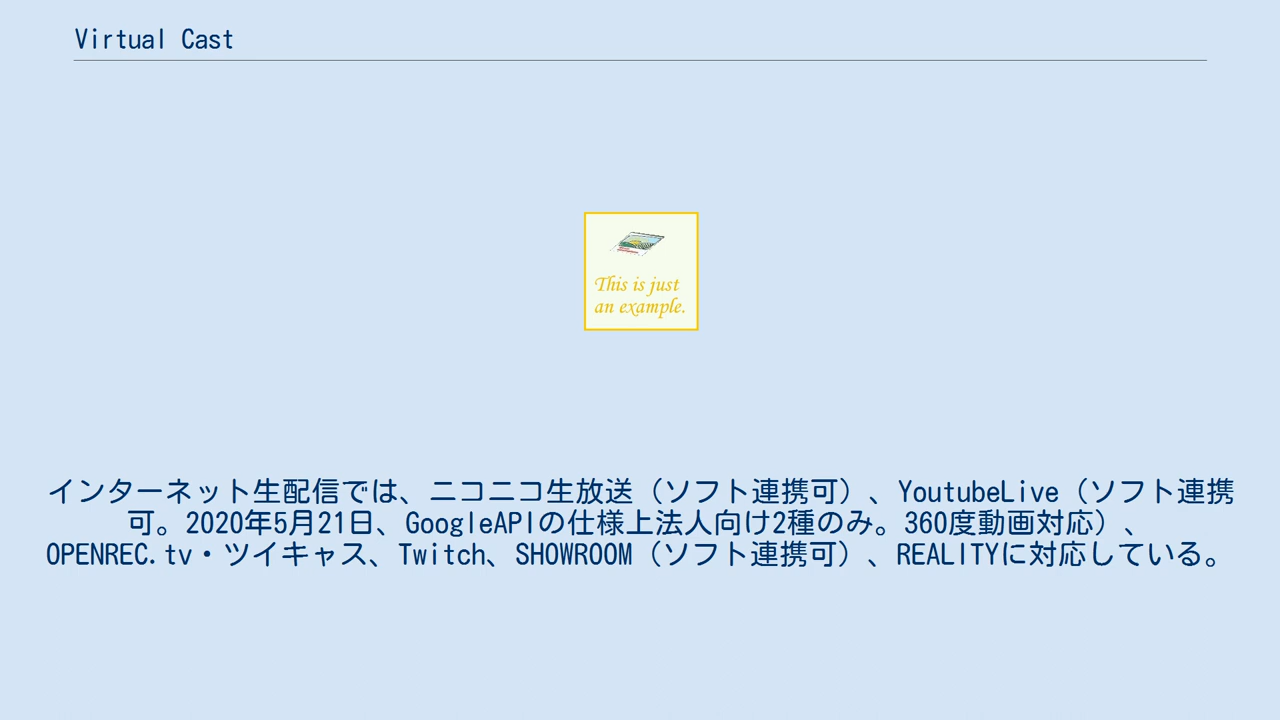 Virtual Cast
This is just
an example.
インターネット生配信では、ニコニコ生放送（ソフト連携可）、YoutubeLive（ソフト連携
可。2020年5月21日、GoogleAPIの仕様上法人向け2種のみ。360度動画対応）、
OPENREC.tv・ツイキャス、Twitch、SHOWROOM（ソフト連携可）、REALITYに対応している。